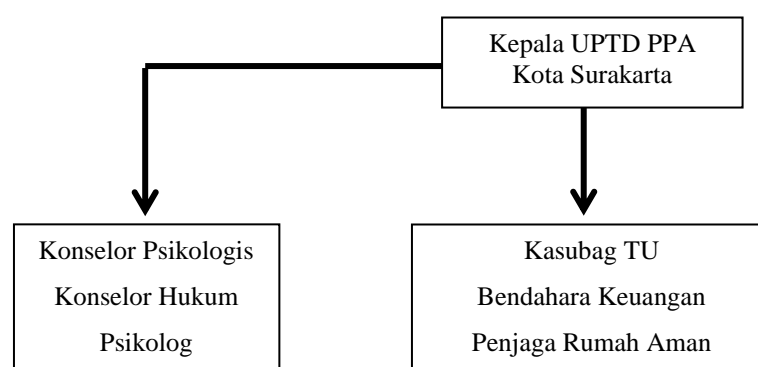 Kepala UPTD PPA
Kota Surakarta
Konselor Psikologis
Konselor Hukum
Psikolog
Kasubag TU
Bendahara Keuangan
Penjaga Rumah Aman